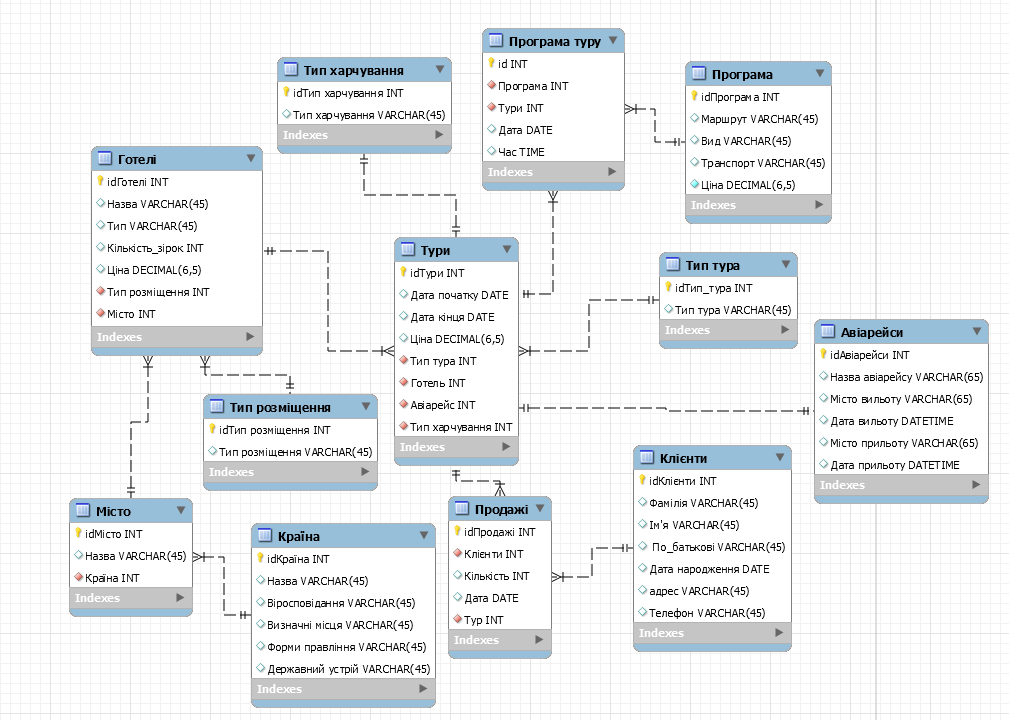 Програма туру
id INT
Програма INT
Тури INT
Дата DATE
Час TIME
Indexes
Тип харчування
idТип харчування INT
Тип харчування VARCHAR(45)
Indexes
Програма
idПрограма INT
Маршрут VARCHAR(45)
Вид VARCHAR(45)
Транспорт VARCHAR(45)
Ціна DECIMAL(6,5)
Indexes
Готелі
idГотелі INT
Назва VARCHAR(45)
Тип VARCHAR(45)
Кількість_зірок INT
Ціна DECIMAL(6,5)
Тип розміщення INT
Місто INT
Indexes
Тури
idТури INT
Дата початку DATE
Дата кінця DATE
Ціна DECIMAL(6,5)
Тип тура INT
Готель INT
Авіарейс INT
Тип харчування INT
Indexes
Тип тура
idТип_тура INT
Тип тура VARCHAR(45)
Indexes
Авіарейси
idАвіарейси INT
Назва авіарейсу VARCHAR(65)
Місто вильоту VARCHAR(65)
Дата вильоту DATETIME
Місто прильоту VARCHAR(65)
Дата прильоту DATETIME
Indexes
Тип розміщення
idТип розміщення INT
Тип розміщення VARCHAR(45)
Indexes
Клієнти
idКлієнти INT
Фамілія VARCHAR(45)
Ім'я VARCHAR(45)
По_батькові VARCHAR(45)
Дата народження DATE
адрес VARCHAR(45)
Телефон VARCHAR(45)
Indexes
Місто
idМісто INT
Назва VARCHAR(45)
Країна INT
Indexes
Країна
idКраїна INT
Назва VARCHAR(45)
Віросповідання VARCHAR(45)
Визначні місця VARCHAR(45)
Форми правління VARCHAR(45)
Державний устрій VARCHAR(45)
Indexes
Продажі
idПродажі INT
Клієнти INT
Кількість INT
Дата DATE
Тур INT
Indexes